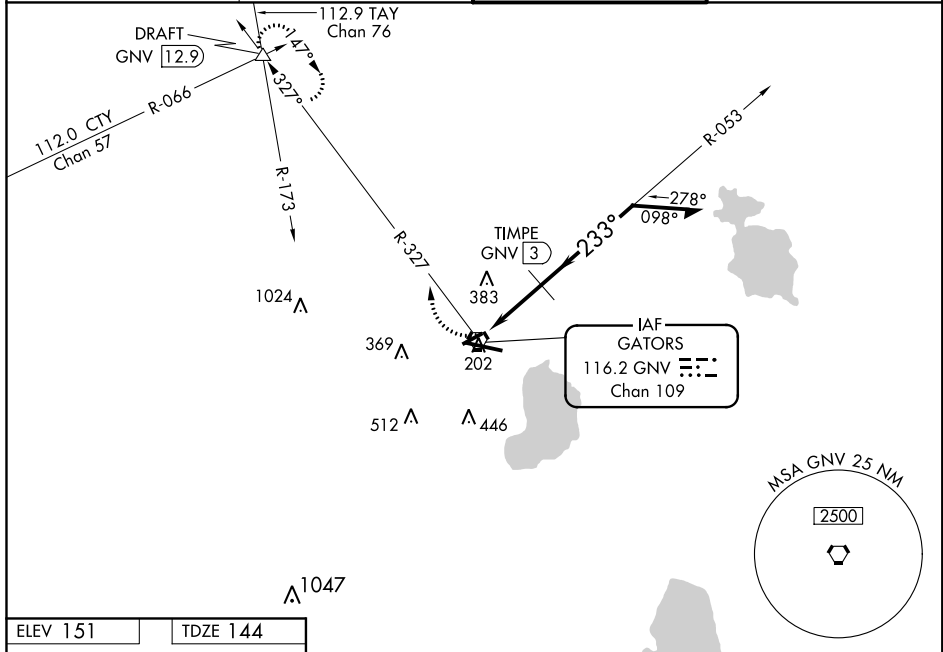 112.9 TAY
Chan 76
DRAFT
GNV 12.9
147°
327°
R-066
112.0 CTY
Chan 57
R-173
R-053
278°
098°
233°
TIMPE
GNV 3
R-327
383
1024
369
202
IAF
GATORS
116.2 GNV
Chan 109
512
446
MSA GNV 25 NM
2500
1047
ELEV 151
TDZE 144